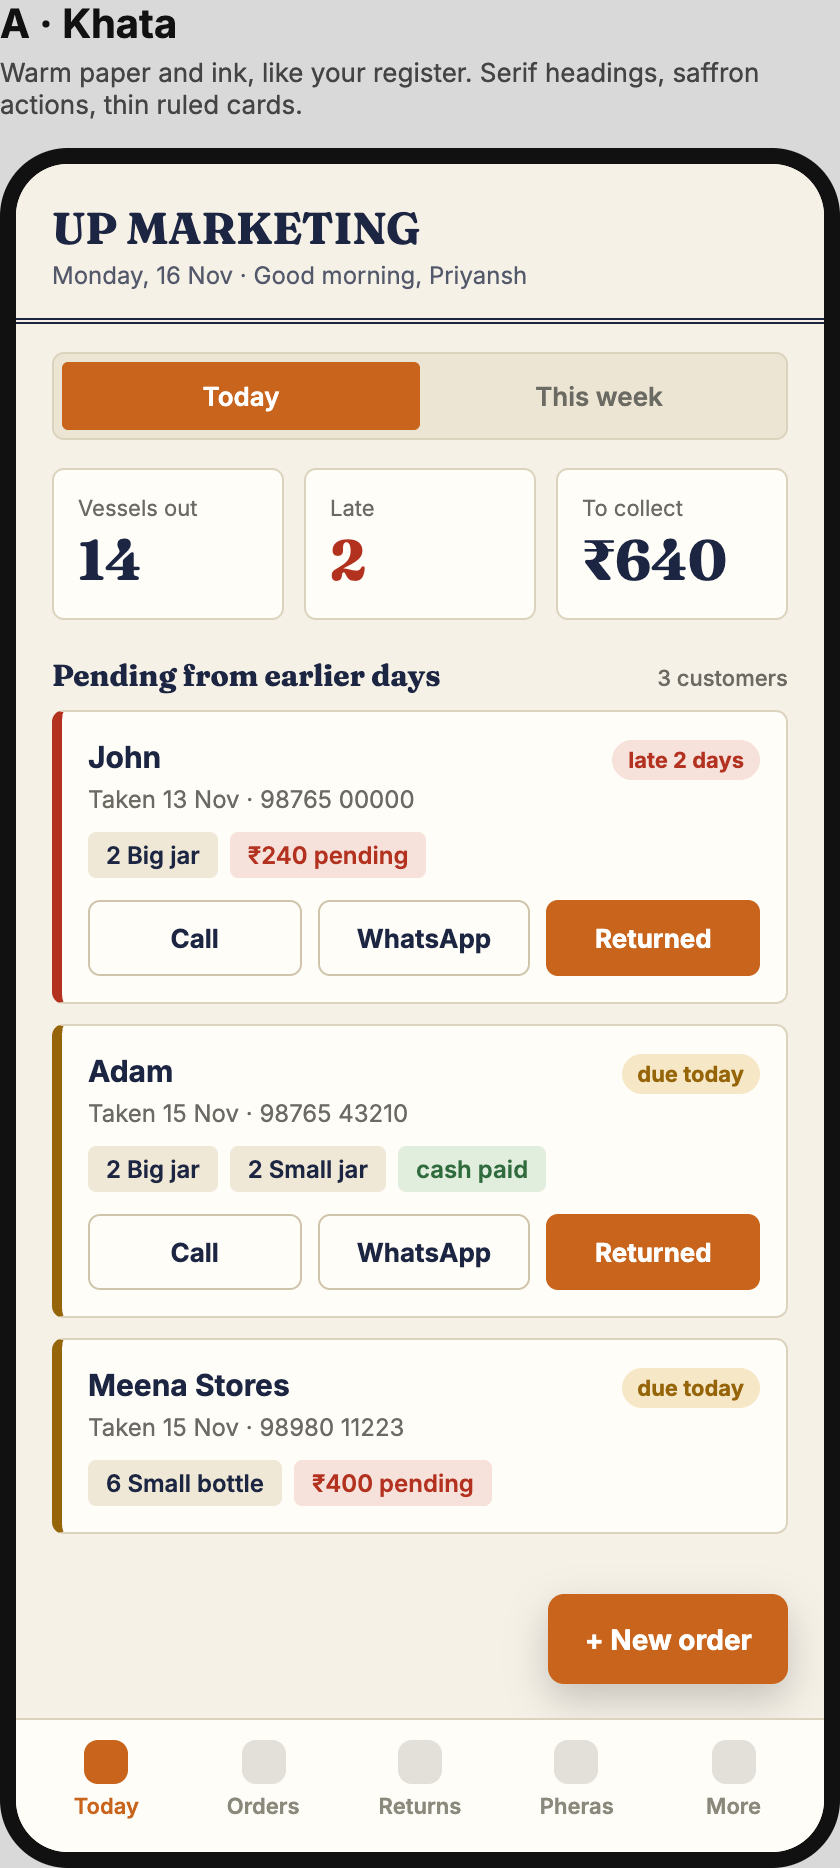 A · Khata
Warm paper and ink, like your register. Serif headings, saffron
actions, thin ruled cards.
UP MARKETING
Monday, 16 Nov · Good morning, Priyansh
Today
This week
Vessels out
14
Late
2
To collect
₹640
Pending from earlier days
3 customers
John
late 2 days
Taken 13 Nov · 98765 00000
2 Big jar
₹240 pending
Call
WhatsApp
Returned
Adam
due today
Taken 15 Nov · 98765 43210
2 Big jar
2 Small jar
cash paid
Call
WhatsApp
Returned
Meena Stores
due today
Taken 15 Nov · 98980 11223
6 Small bottle
₹400 pending
+ New order
Today
Orders
Returns
Pheras
More